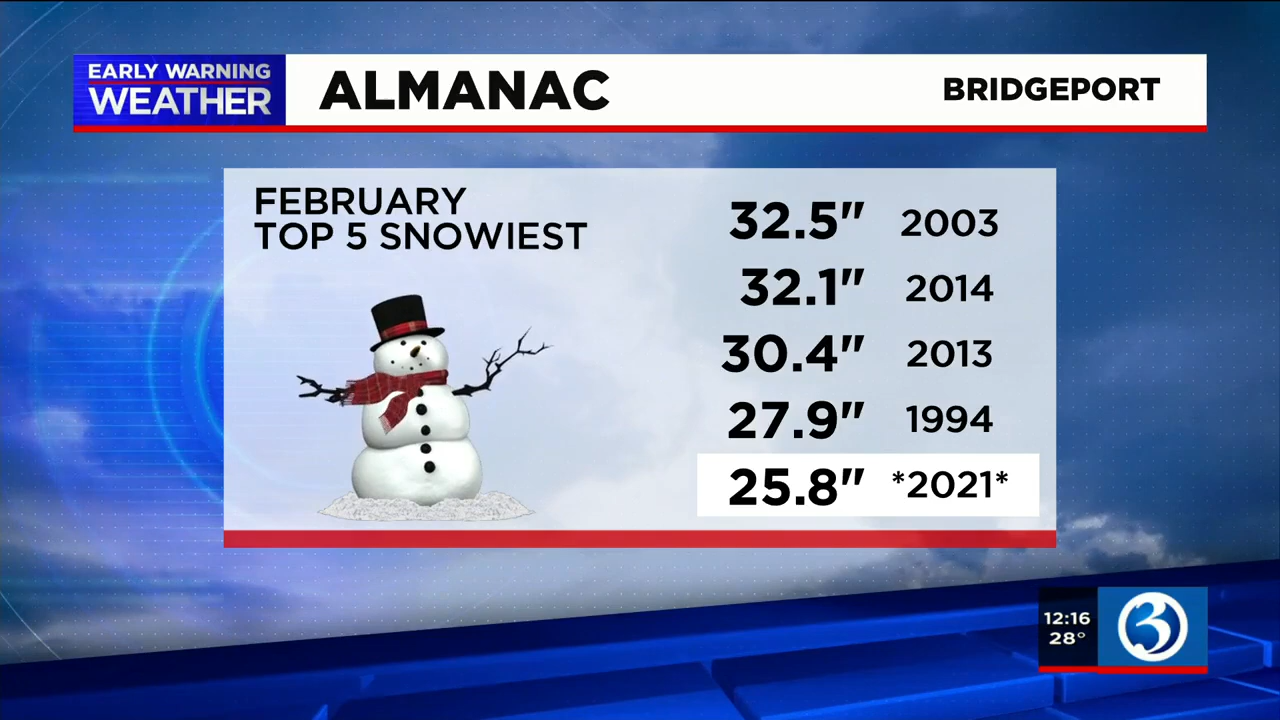 EARLY WARNING
WEATHER
ALMANAC
BRIDGEPORT
FEBRUARY
TOP 5 SNOWIEST
32.5" 2003
32.1" 2014
30.4" 2013
27.9" 1994
25.8" *2021*
12:16
28°
3